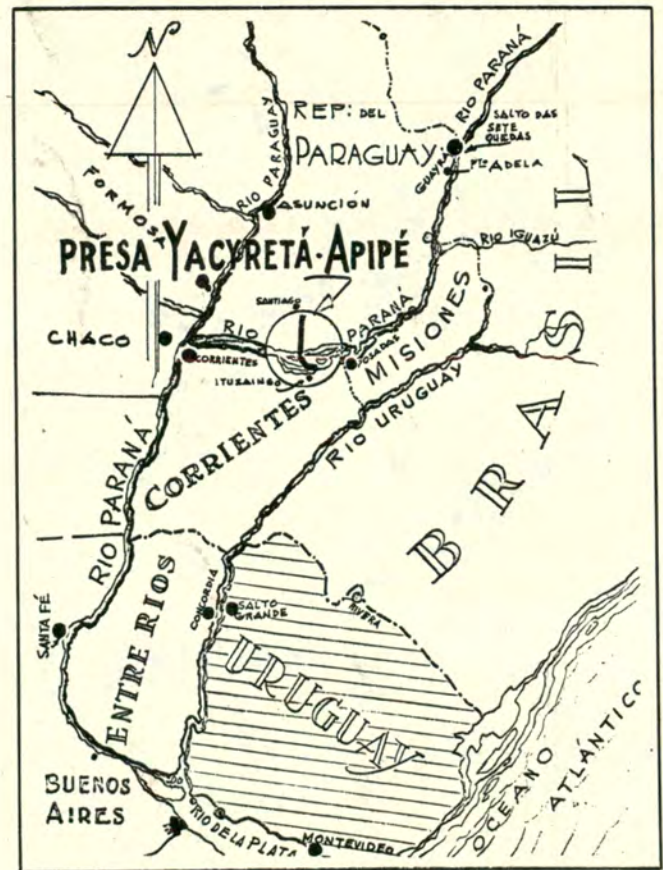 N
RIO PARANÁ
REP: DEL
PARAGUAY
RIO PARAGUAY
SALTO DAS
SETE
QUEDAS
GUAYRA
PTO ADELA
FORMOSA
ASUNCIÓN
RIO IGUAZÚ
PRESA YACYRETÁ-APIPÉ
SANTIAGO
CHACO
RIO PARANÁ
MISIONES
BRASIL
CORRIENTES
ITUZAINGO
POSADAS
RIO URUGUAY
CORRIENTES
RIO PARANÁ
CONCORDIA
SALTO
GRANDE
RIVERA
SANTA FÉ
ENTRE RIOS
URUGUAY
BUENOS
AIRES
RIO DE LA PLATA
MONTEVIDEO
OCEANO
ATLÁNTICO